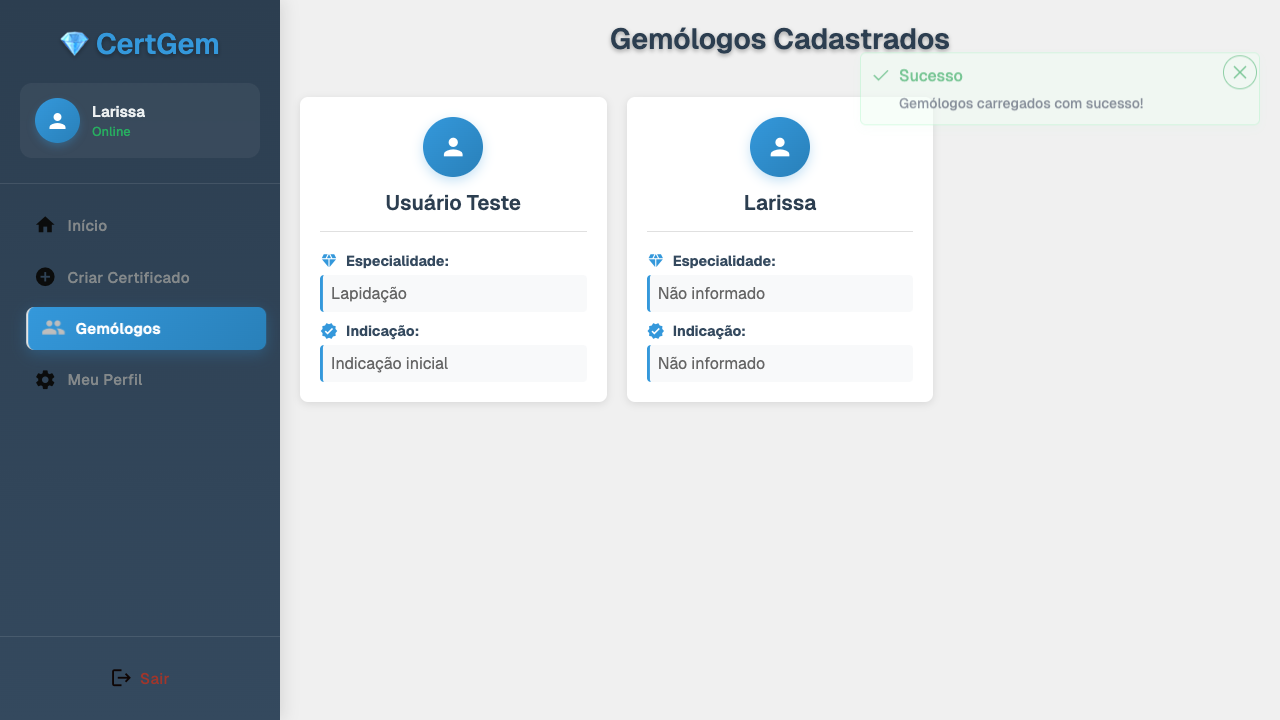 CertGem
Larissa
Online
Início
Criar Certificado
Gemólogos
Meu Perfil
Sair
Gemólogos Cadastrados
Sucesso
Gemólogos carregados com sucesso!
Usuário Teste
Especialidade:
Lapidação
Indicação:
Indicação inicial
Larissa
Especialidade:
Não informado
Indicação:
Não informado